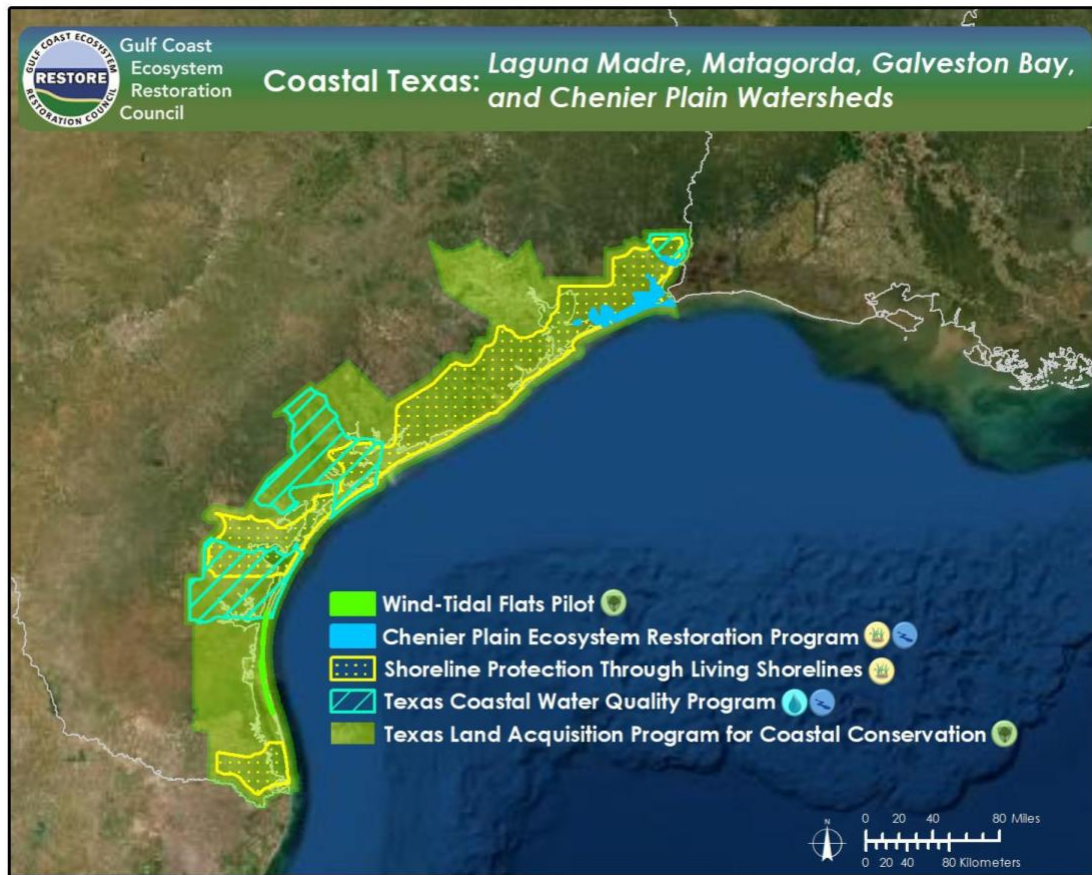 GULF COAST ECOSYSTEM
RESTORE
RESTORATION COUNCIL
Gulf Coast
Ecosystem
Restoration
Council
Coastal Texas: Laguna Madre, Matagorda, Galveston Bay,
and Chenier Plain Watersheds
Wind-Tidal Flats Pilot
Chenier Plain Ecosystem Restoration Program
Shoreline Protection Through Living Shorelines
Texas Coastal Water Quality Program
Texas Land Acquisition Program for Coastal Conservation
N
0 20 40 80 Miles
0 20 40 80 Kilometers